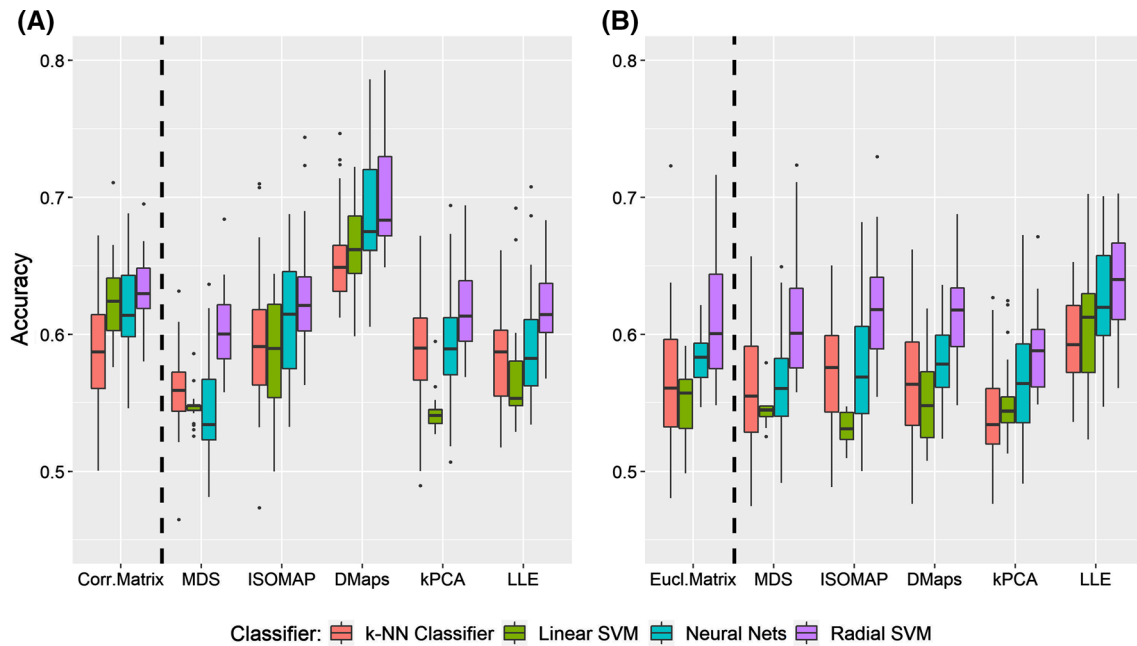 (A)
(B)
Accuracy
0.8
0.7
0.6
0.5
Corr.Matrix MDS ISOMAP DMaps kPCA LLE
0.8
0.7
0.6
0.5
Eucl.Matrix MDS ISOMAP DMaps kPCA LLE
Classifier: k-NN Classifier Linear SVM Neural Nets Radial SVM